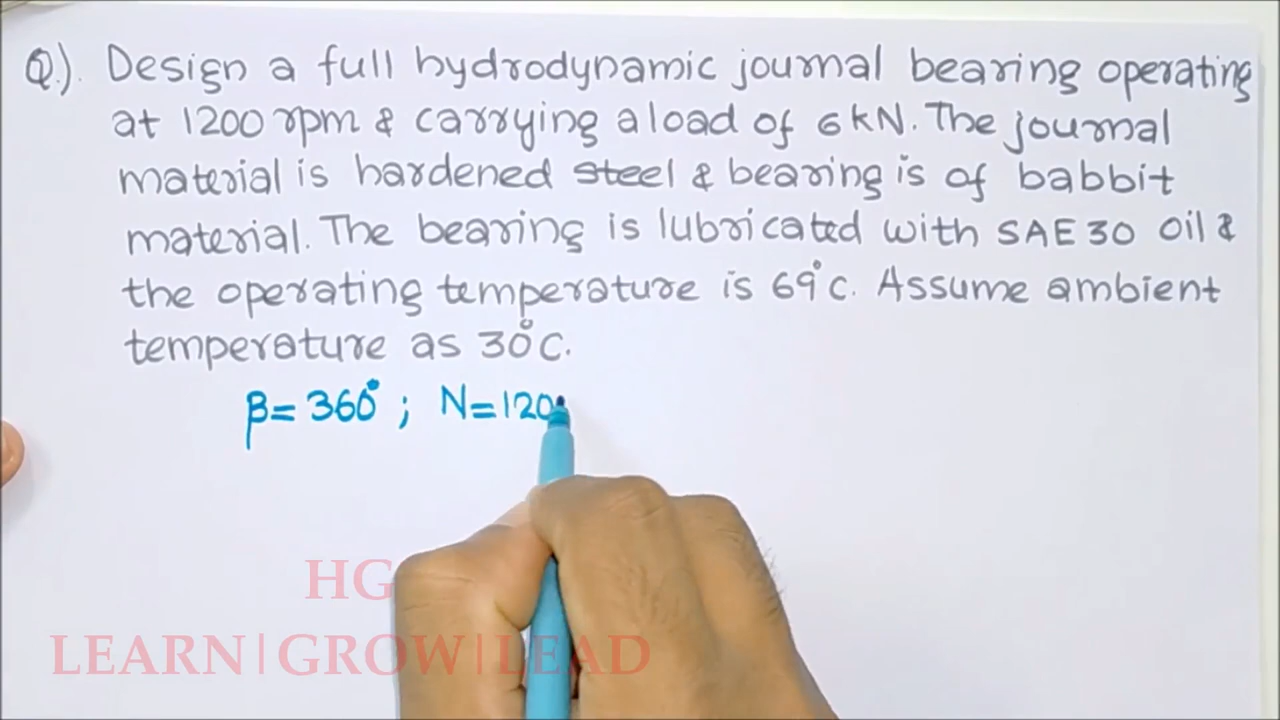 Q.). Design a full hydrodynamic journal bearing operating
at 1200 rpm & carrying a load of 6 kN. The journal
material is hardened steel & bearing is of babbit
material. The bearing is lubricated with SAE 30 oil &
the operating temperature is 69°C. Assume ambient
temperature as 30°C.
β = 360° ; N = 120
HG
LEARN|GROW|LEAD